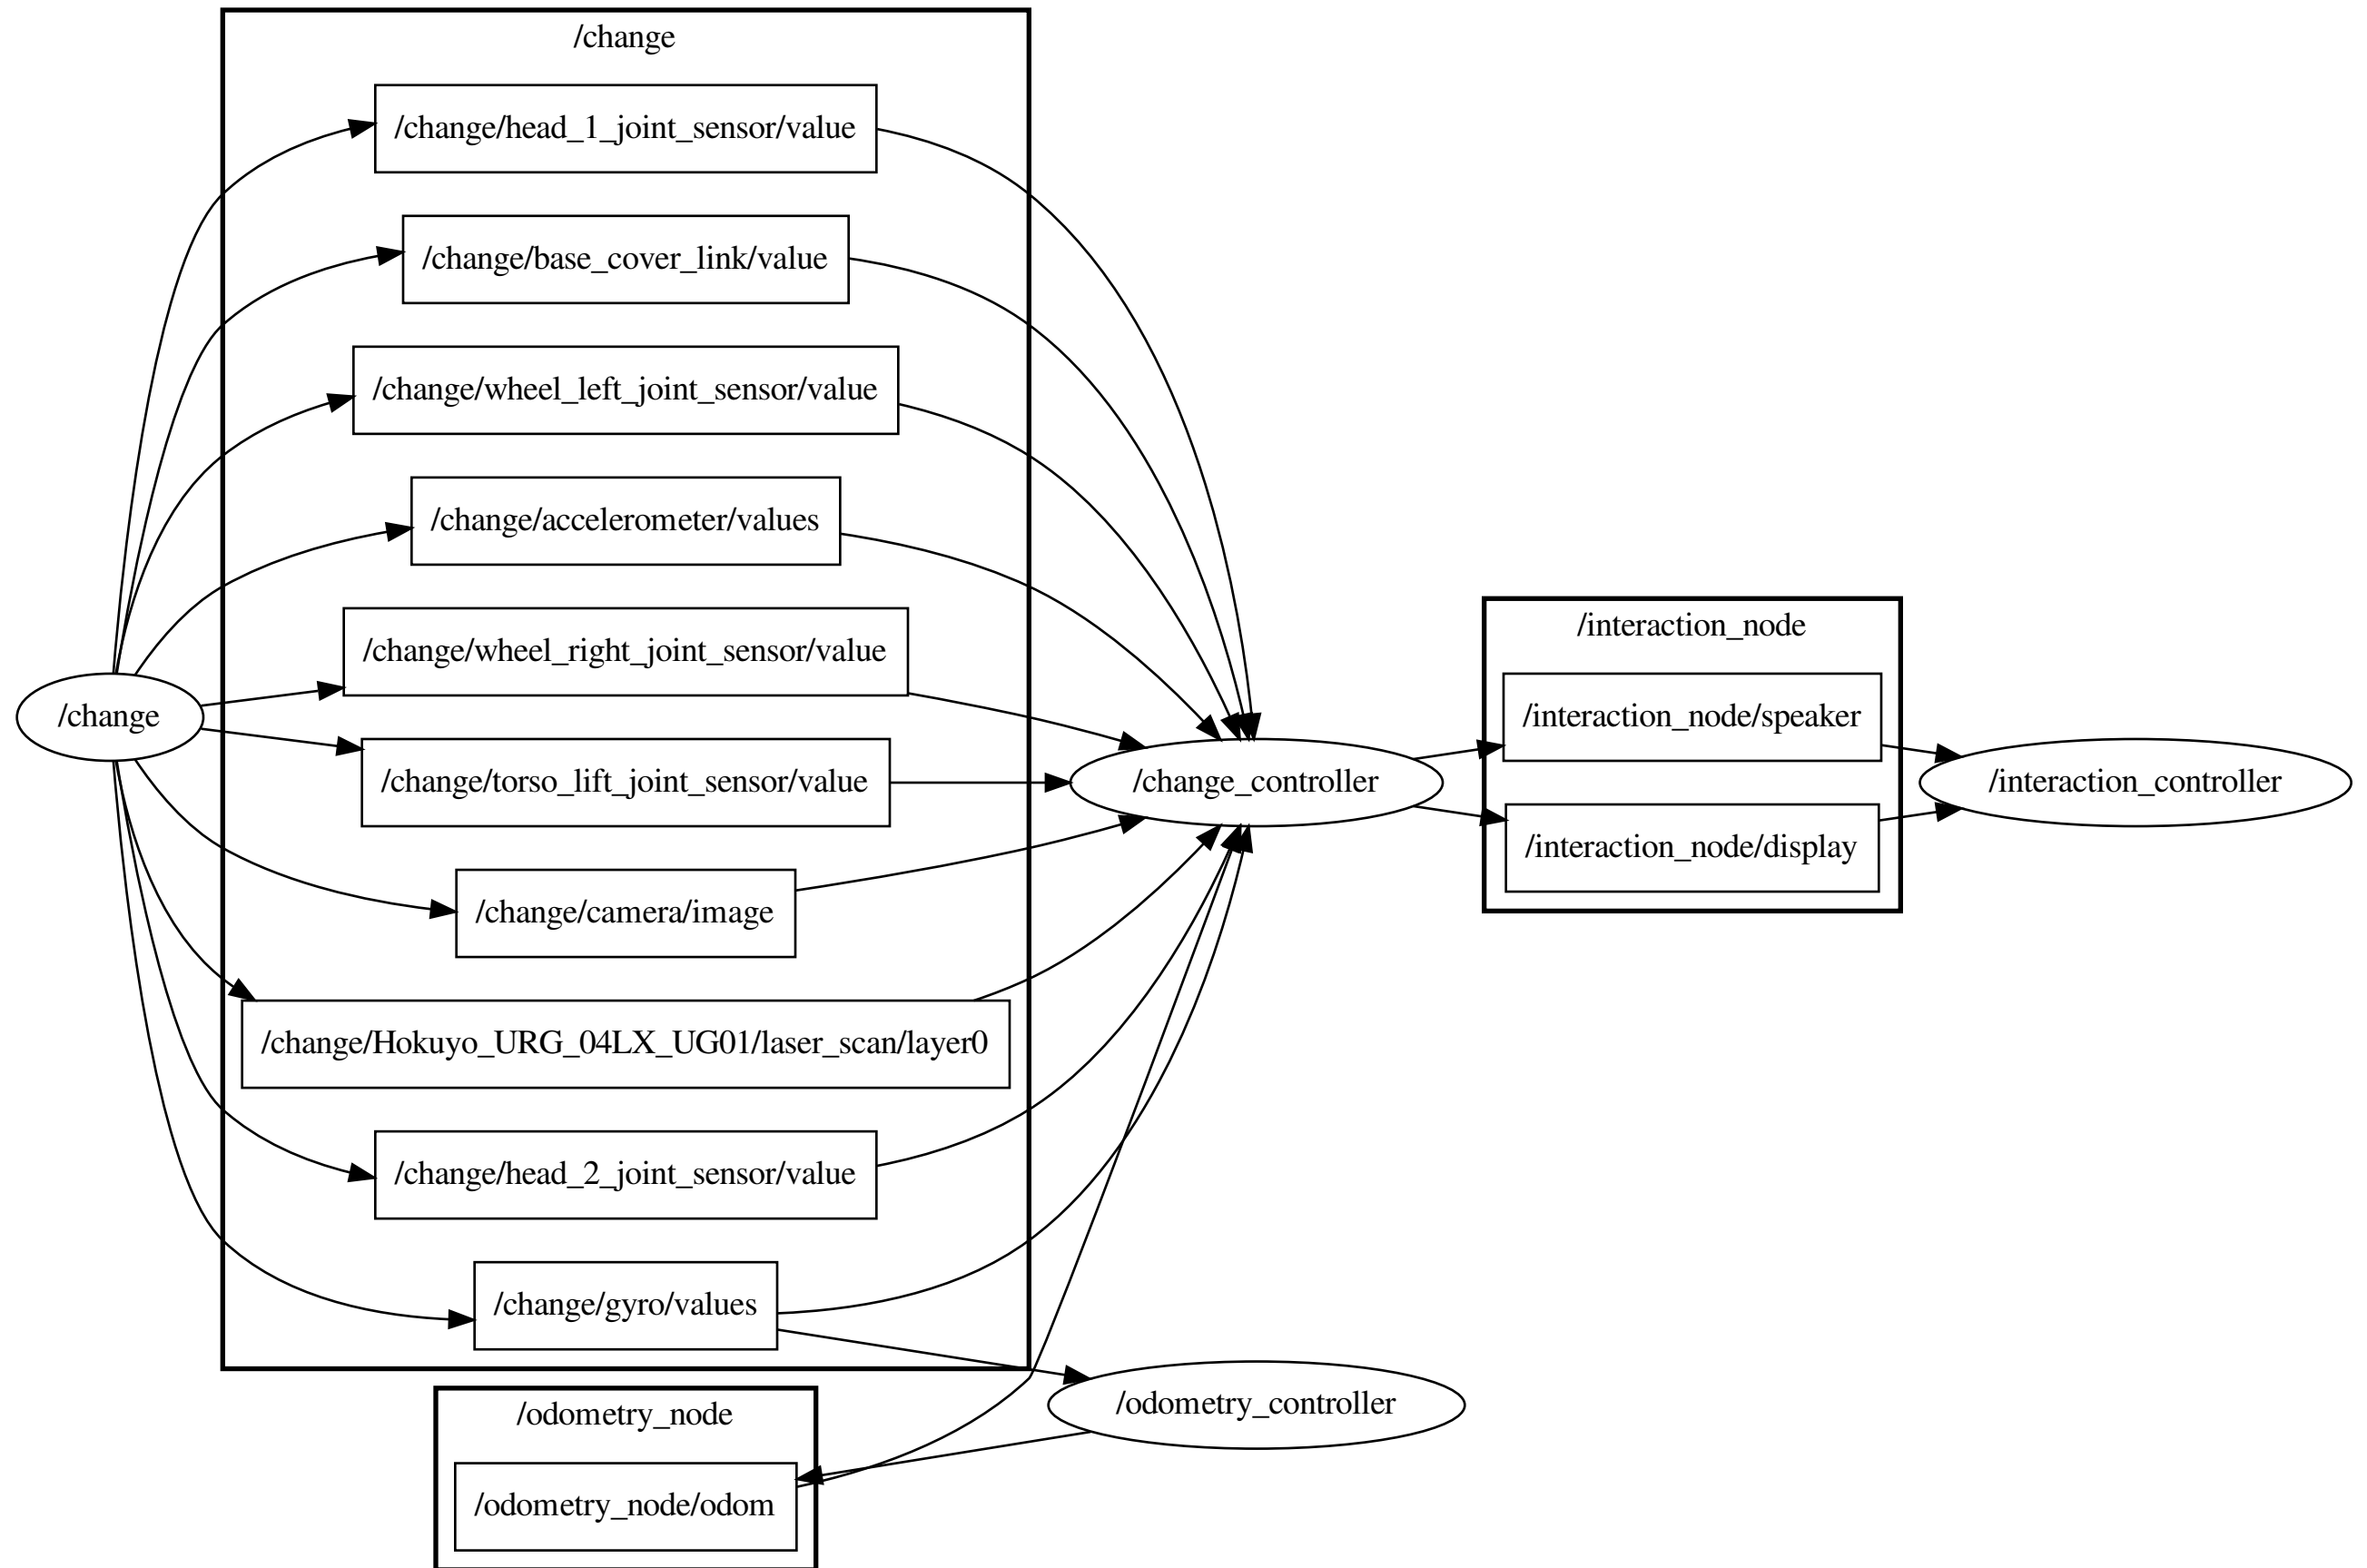 /change
/change/head_1_joint_sensor/value
/change/base_cover_link/value
/change/wheel_left_joint_sensor/value
/change/accelerometer/values
/change/wheel_right_joint_sensor/value
/change
/change/torso_lift_joint_sensor/value
/change/camera/image
/change/Hokuyo_URG_04LX_UG01/laser_scan/layer0
/change/head_2_joint_sensor/value
/change/gyro/values
/change_controller
/interaction_node
/interaction_node/speaker
/interaction_node/display
/interaction_controller
/odometry_controller
/odometry_node
/odometry_node/odom